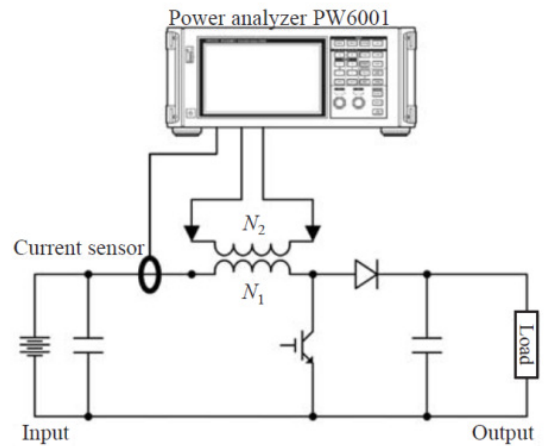 Power analyzer PW6001
N2
Current sensor
N1
Load
Input
Output